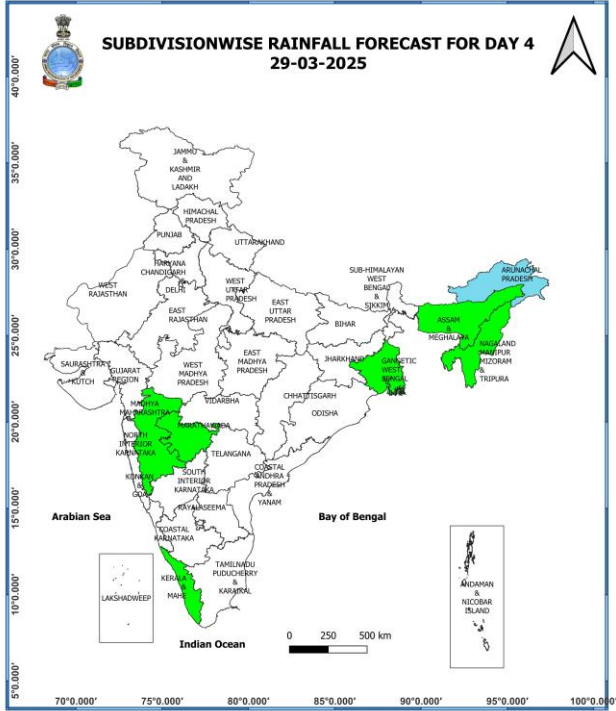 SUBDIVISIONWISE RAINFALL FORECAST FOR DAY 4
29-03-2025
40°0.000'
35°0.000'
30°0.000'
25°0.000'
20°0.000'
15°0.000'
10°0.000'
5°0.000'
JAMMU
&
KASHMIR
AND
LADAKH
HIMACHAL
PRADESH
PUNJAB
UTTARAKHAND
HARYANA
CHANDIGARH
&
DELHI
WEST
RAJASTHAN
WEST
UTTAR
PRADESH
EAST
RAJASTHAN
EAST
UTTAR
PRADESH
SUB-HIMALAYAN
WEST
BENGAL
&
SIKKIM
ARUNACHAL
PRADESH
BIHAR
ASSAM
&
MEGHALAYA
NAGALAND
MANIPUR
MIZORAM
&
TRIPURA
SAURASHTRA
&
KUTCH
GUJARAT
REGION
WEST
MADHYA
PRADESH
EAST
MADHYA
PRADESH
JHARKHAND
GANGETIC
WEST
BENGAL
MADHYA
MAHARASHTRA
VIDARBHA
CHHATTISGARH
ODISHA
MARATHAWADA
NORTH
INTERIOR
KARNATAKA
TELANGANA
KONKAN
&
GOA
SOUTH
INTERIOR
KARNATAKA
COASTAL
ANDHRA
PRADESH
&
YANAM
RAYALASEEMA
COASTAL
KARNATAKA
Arabian Sea
Bay of Bengal
LAKSHADWEEP
KERALA
&
MAHE
TAMILNADU
PUDUCHERRY
&
KARAIKAL
ANDAMAN
&
NICOBAR
ISLAND
Indian Ocean
0 250 500 km
70°0.000' 75°0.000' 80°0.000' 85°0.000' 90°0.000' 95°0.000' 100°0.000'